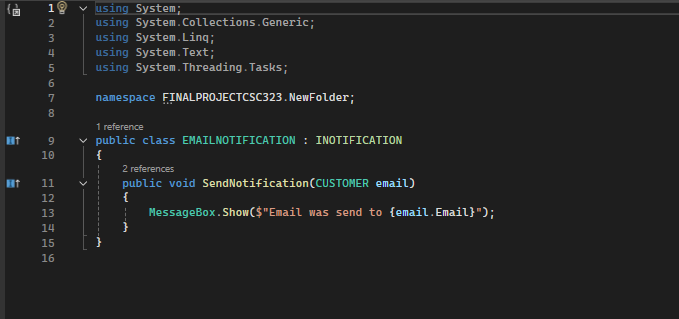 1 using System;
2 using System.Collections.Generic;
3 using System.Linq;
4 using System.Text;
5 using System.Threading.Tasks;
6
7 namespace FINALPROJECTCSC323.NewFolder;
8
1 reference
9 public class EMAILNOTIFICATION : INOTIFICATION
10 {
2 references
11 public void SendNotification(CUSTOMER email)
12 {
13 MessageBox.Show($"Email was send to {email.Email}");
14 }
15 }
16